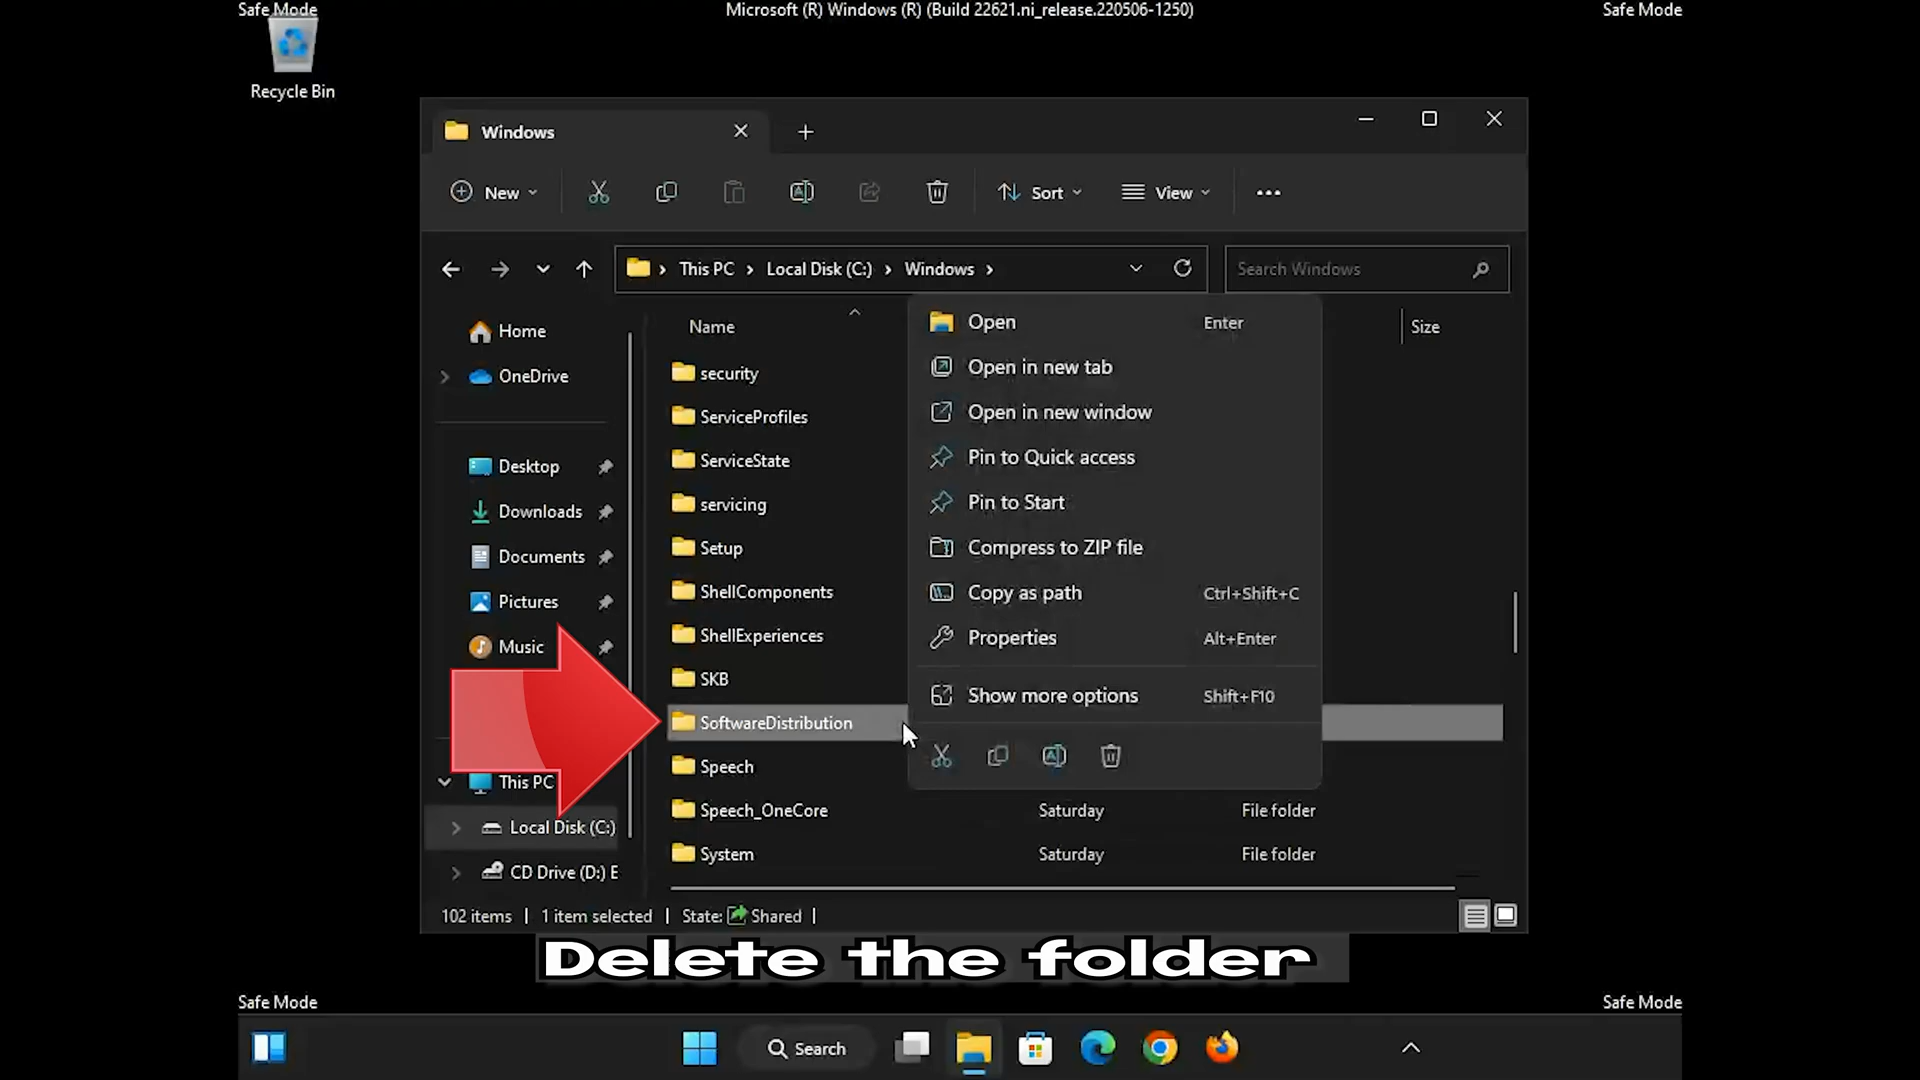 Safe Mode
Microsoft (R) Windows (R) (Build 22621.ni_release.220506-1250)
Safe Mode
Recycle Bin
Windows
New
Sort
View
This PC
Local Disk (C:)
Windows
Search Windows
Home
OneDrive
Desktop
Downloads
Documents
Pictures
Music
This PC
Local Disk (C:)
CD Drive (D:) E
Name
Size
security
ServiceProfiles
ServiceState
servicing
Setup
ShellComponents
ShellExperiences
SKB
SoftwareDistribution
Speech
Speech_OneCore Saturday File folder
System Saturday File folder
Open Enter
Open in new tab
Open in new window
Pin to Quick access
Pin to Start
Compress to ZIP file
Copy as path Ctrl+Shift+C
Properties Alt+Enter
Show more options Shift+F10
102 items | 1 item selected | State: Shared |
Delete the folder
Safe Mode
Safe Mode
Search